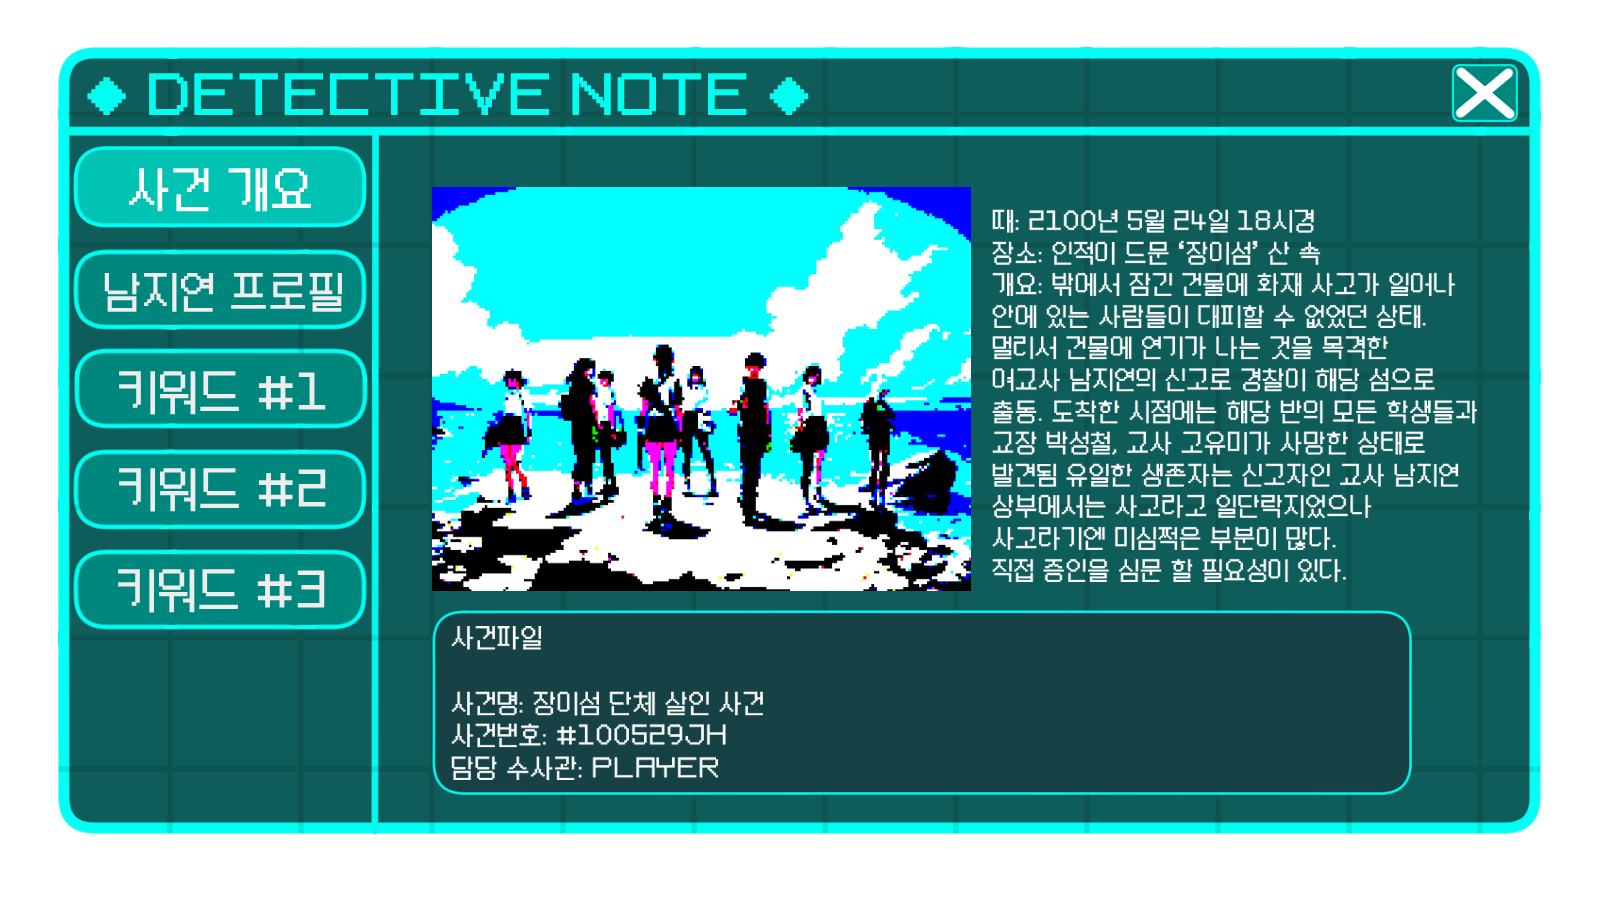 ◆ DETECTIVE NOTE ◆
사건 개요
남지연 프로필
키워드 #1
키워드 #2
키워드 #3
때: 2100년 5월 24일 18시경
장소: 인적이 드문 ‘장이섬’ 산 속
개요: 밖에서 잠긴 건물에 화재 사고가 일어나
안에 있는 사람들이 대피할 수 없었던 상태.
멀리서 건물에 연기가 나는 것을 목격한
여교사 남지연의 신고로 경찰이 해당 섬으로
출동. 도착한 시점에는 해당 반의 모든 학생들과
교장 박성철, 교사 고유미가 사망한 상태로
발견됨 유일한 생존자는 신고자인 교사 남지연
상부에서는 사고라고 일단락지었으나
사고라기엔 미심쩍은 부분이 많다.
직접 증인을 심문 할 필요성이 있다.
사건파일
사건명: 장이섬 단체 살인 사건
사건번호: #100529JH
담당 수사관: PLAYER